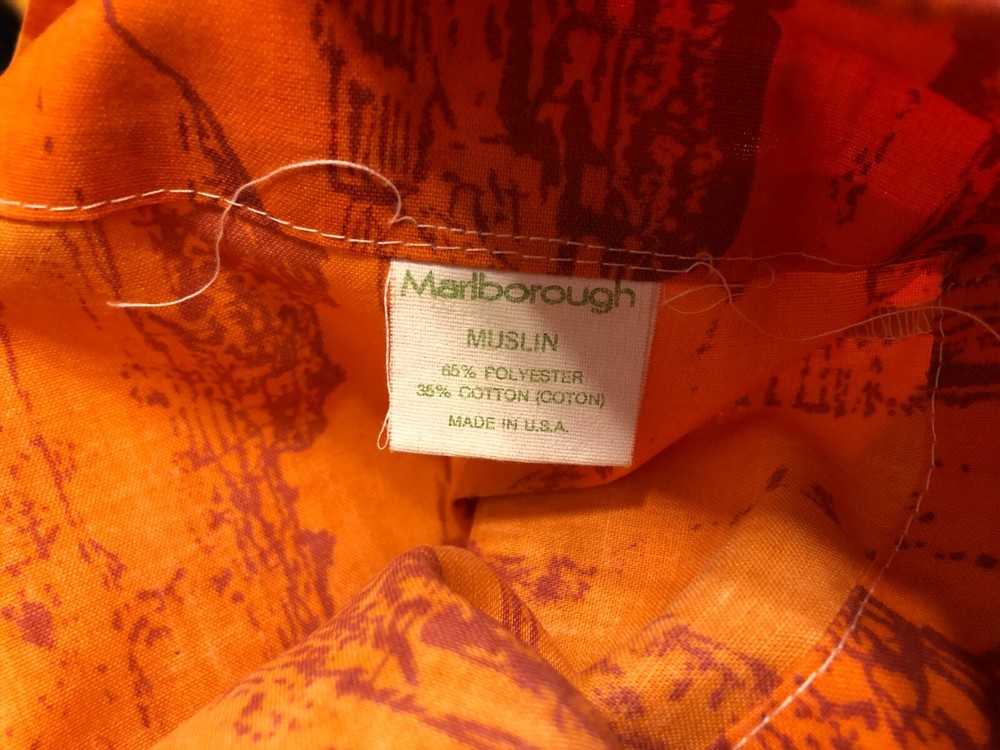 Marlborough
MUSLIN
65% POLYESTER
35% COTTON (COTON)
MADE IN U.S.A.